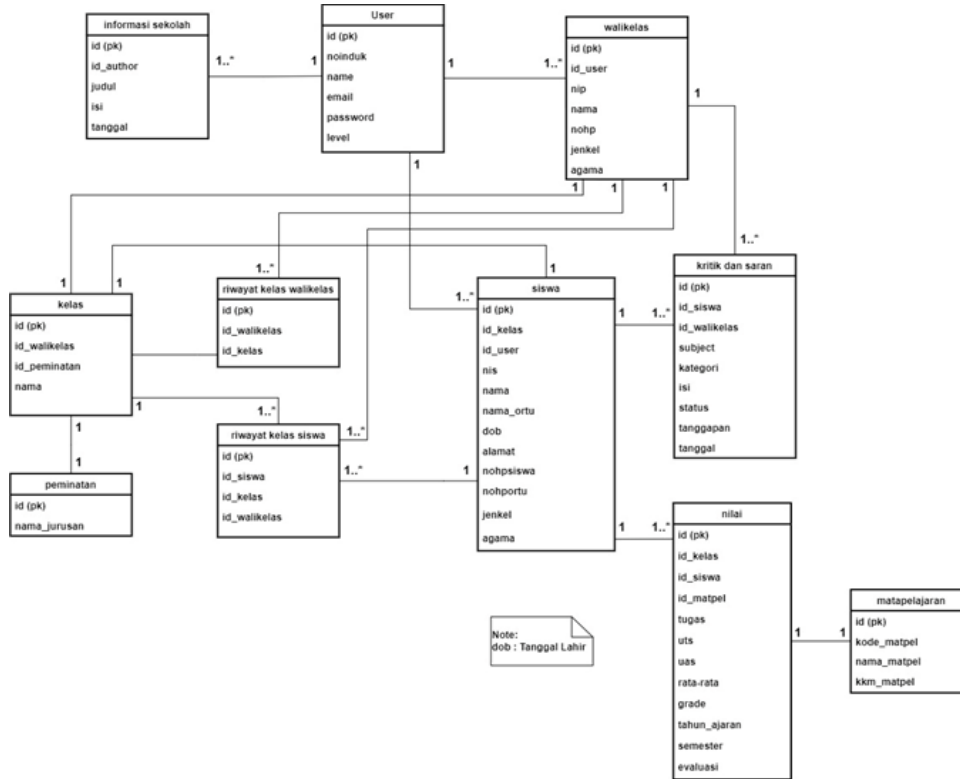 informasi sekolah
id (pk)
id_author
judul
isi
tanggal
1..*
1
User
id (pk)
noinduk
name
email
password
level
1
1..*
1
walikelas
id (pk)
id_user
nip
nama
nohp
jenkel
agama
1
1
1
1
1..*
1
1
1..*
1..*
1
kelas
id (pk)
id_walikelas
id_peminatan
nama
1
1
1
riwayat kelas walikelas
id (pk)
id_walikelas
id_kelas
1..*
1..*
1..*
riwayat kelas siswa
id (pk)
id_siswa
id_kelas
id_walikelas
peminatan
id (pk)
nama_jurusan
1
siswa
id (pk)
id_kelas
id_user
nis
nama
nama_ortu
dob
alamat
nohpsiswa
nohportu
jenkel
agama
1
1..*
1
1..*
kritik dan saran
id (pk)
id_siswa
id_walikelas
subject
kategori
isi
status
tanggapan
tanggal
nilai
id (pk)
id_kelas
id_siswa
id_matpel
tugas
uts
uas
rata-rata
grade
tahun_ajaran
semester
evaluasi
1
1
matapelajaran
id (pk)
kode_matpel
nama_matpel
kkm_matpel
Note:
dob : Tanggal Lahir